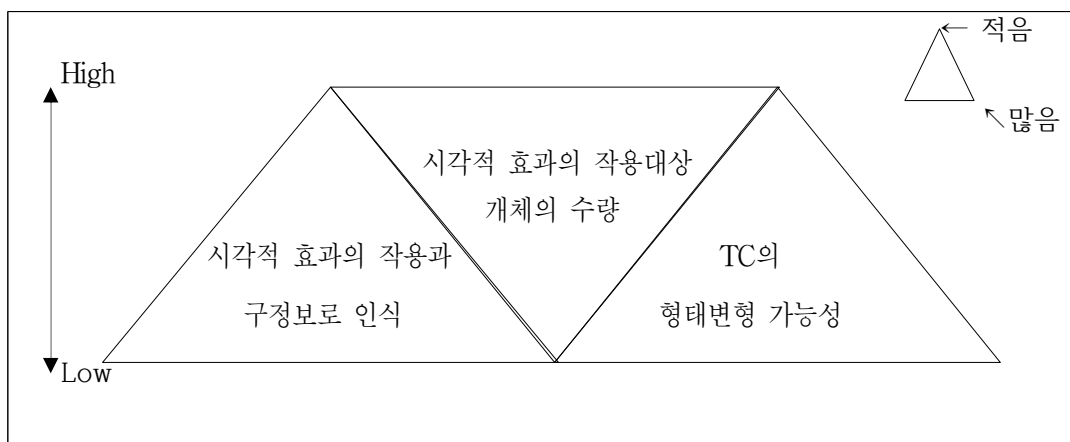 High
적음
많음
시각적 효과의 작용대상
개체의 수량
시각적 효과의 작용과
구정보로 인식
TC의
형태변형 가능성
Low